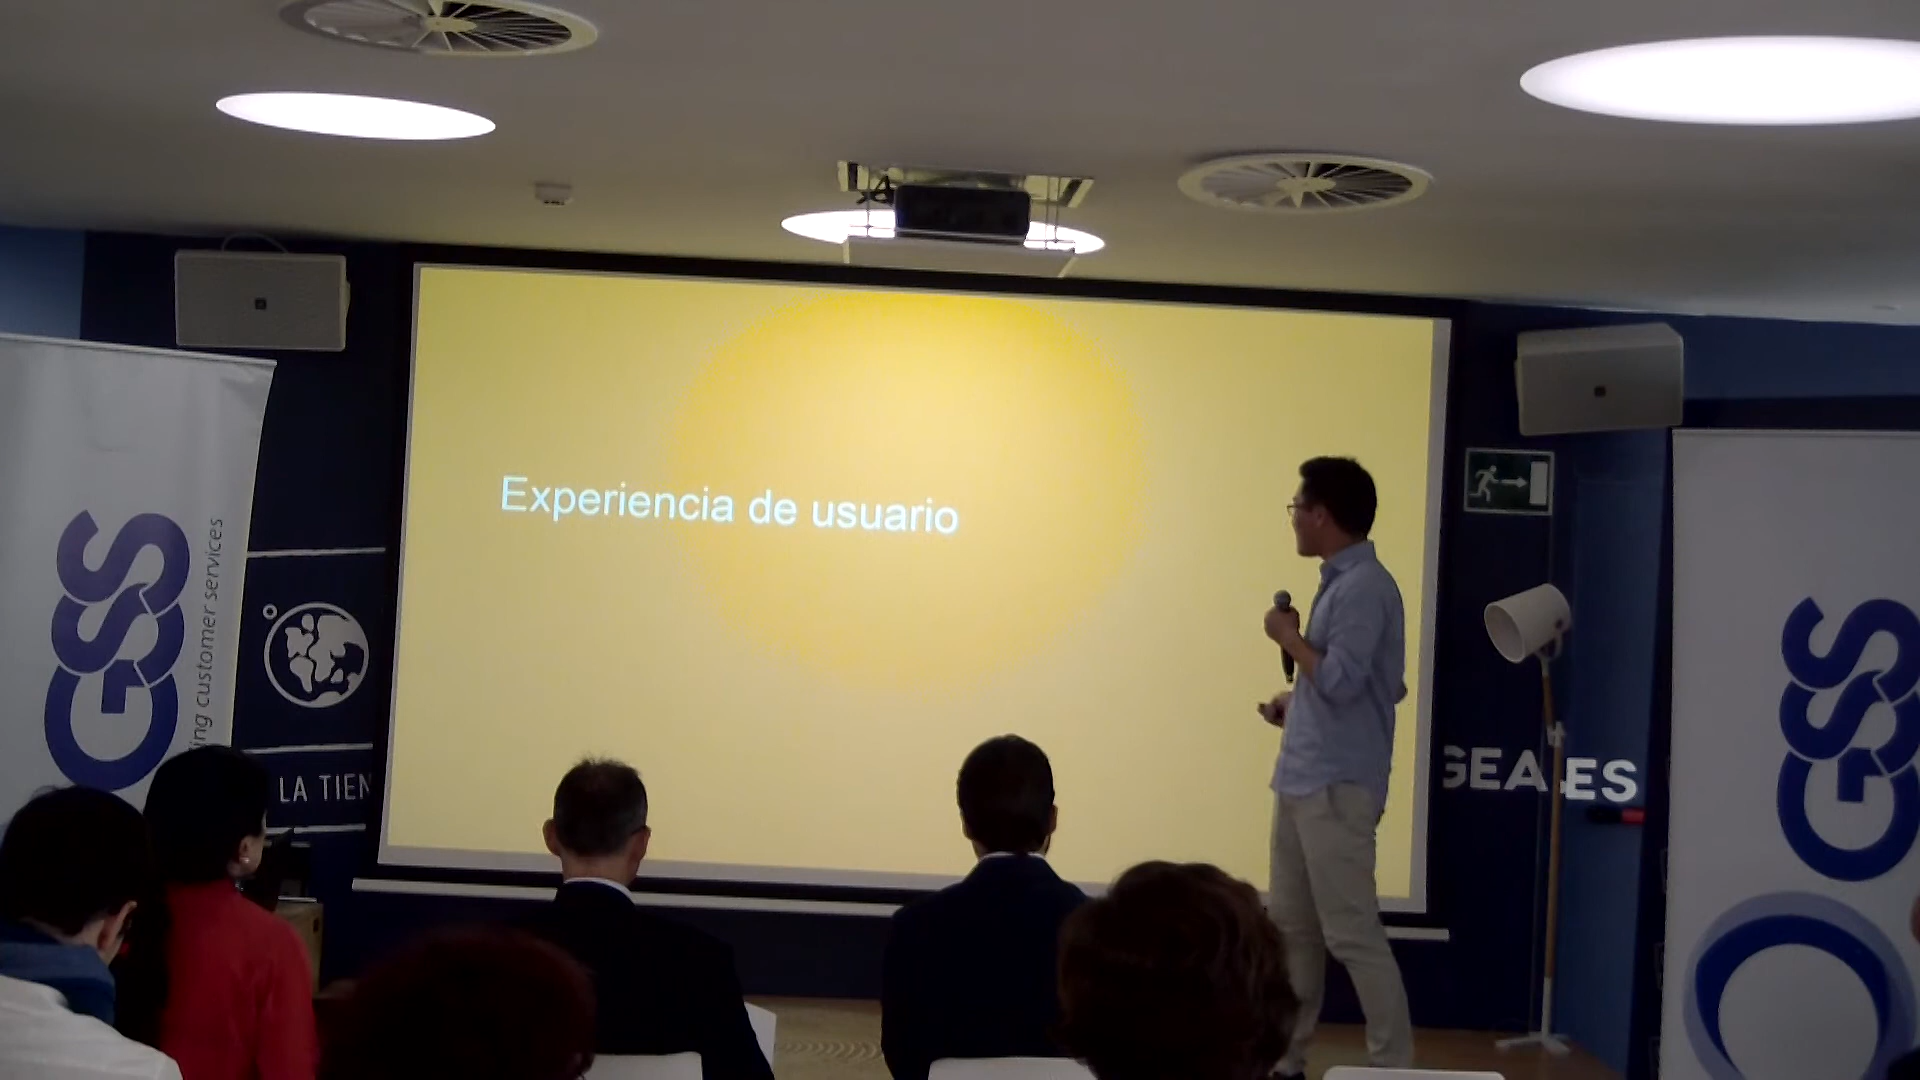 Experiencia de usuario
GSS
ing customer services
LA TIEN
GEA
ES
GSS